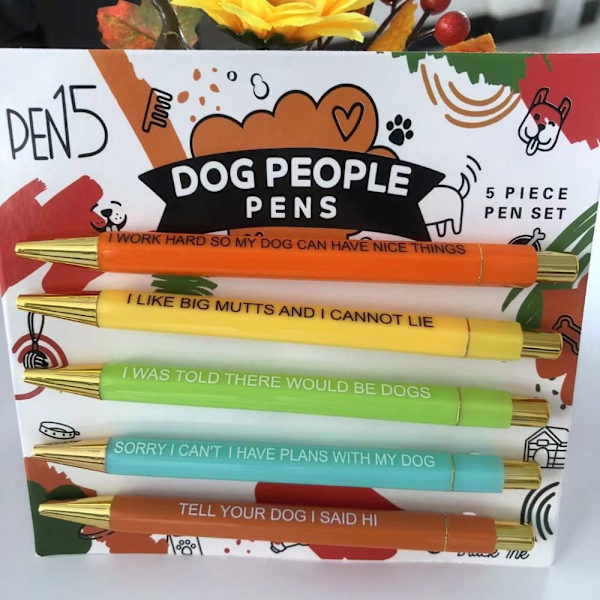 PEN15
DOG PEOPLE
PENS
5 PIECE
PEN SET
I WORK HARD SO MY DOG CAN HAVE NICE THINGS
I LIKE BIG MUTTS AND I CANNOT LIE
I WAS TOLD THERE WOULD BE DOGS
SORRY I CAN'T I HAVE PLANS WITH MY DOG
TELL YOUR DOG I SAID HI
Ink